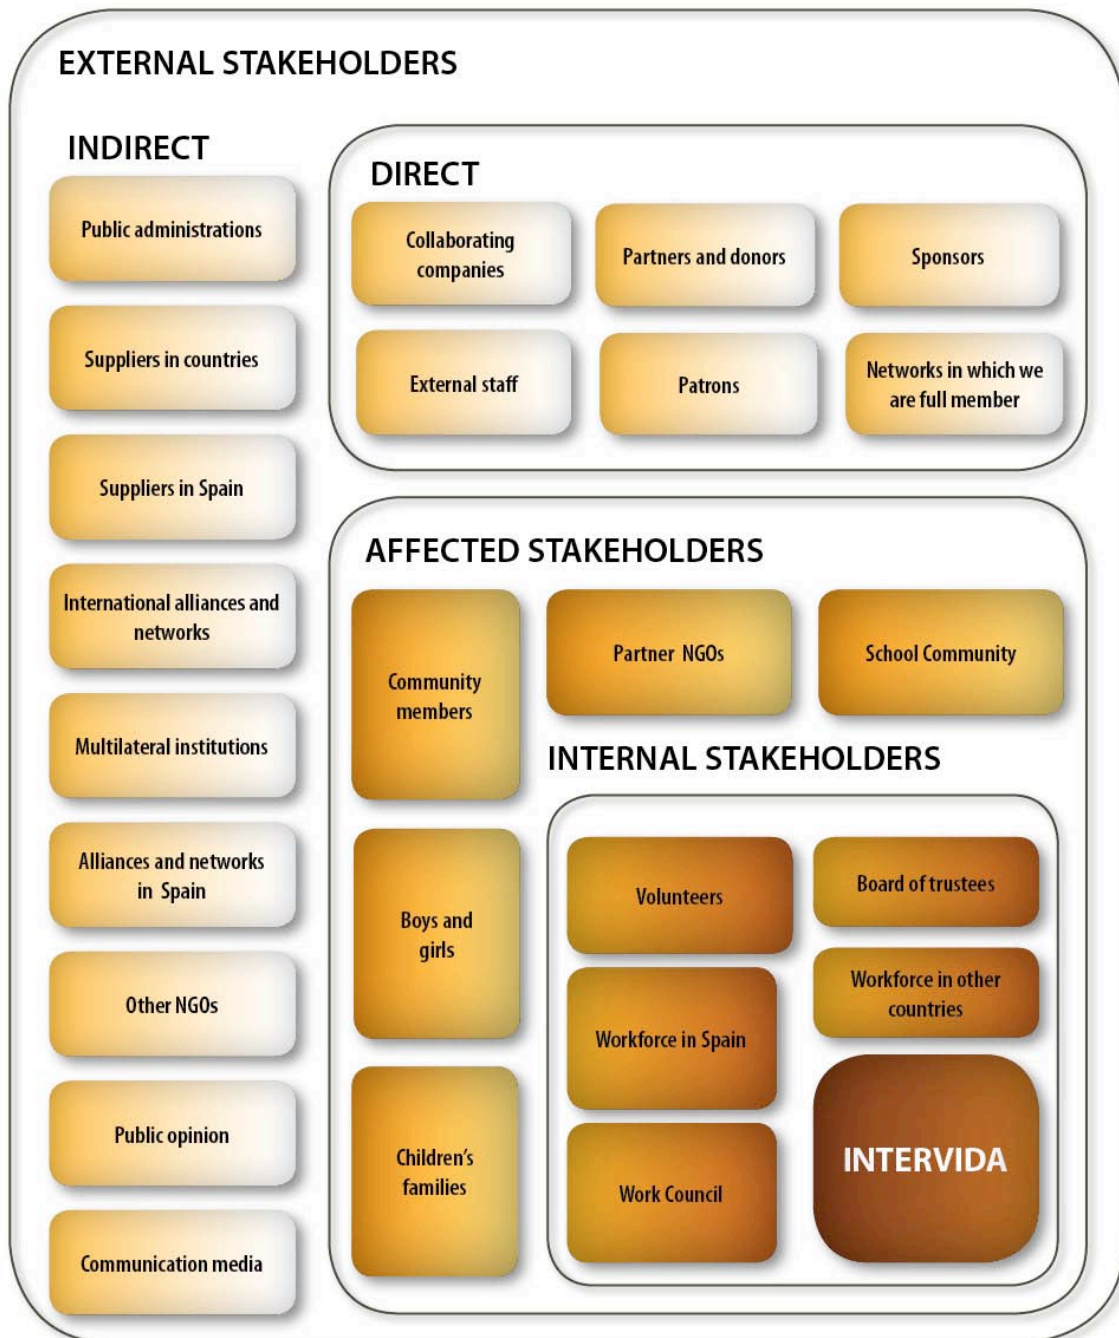 EXTERNAL STAKEHOLDERS
INDIRECT
Public administrations
Suppliers in countries
Suppliers in Spain
International alliances and
networks
Multilateral institutions
Alliances and networks
in Spain
Other NGOs
Public opinion
Communication media
DIRECT
Collaborating
companies
Partners and donors
Sponsors
External staff
Patrons
Networks in which we
are full member
AFFECTED STAKEHOLDERS
Community
members
Boys and
girls
Children's
families
Partner NGOs
School Community
INTERNAL STAKEHOLDERS
Volunteers
Board of trustees
Workforce in Spain
Workforce in other
countries
Work Council
INTERVIDA